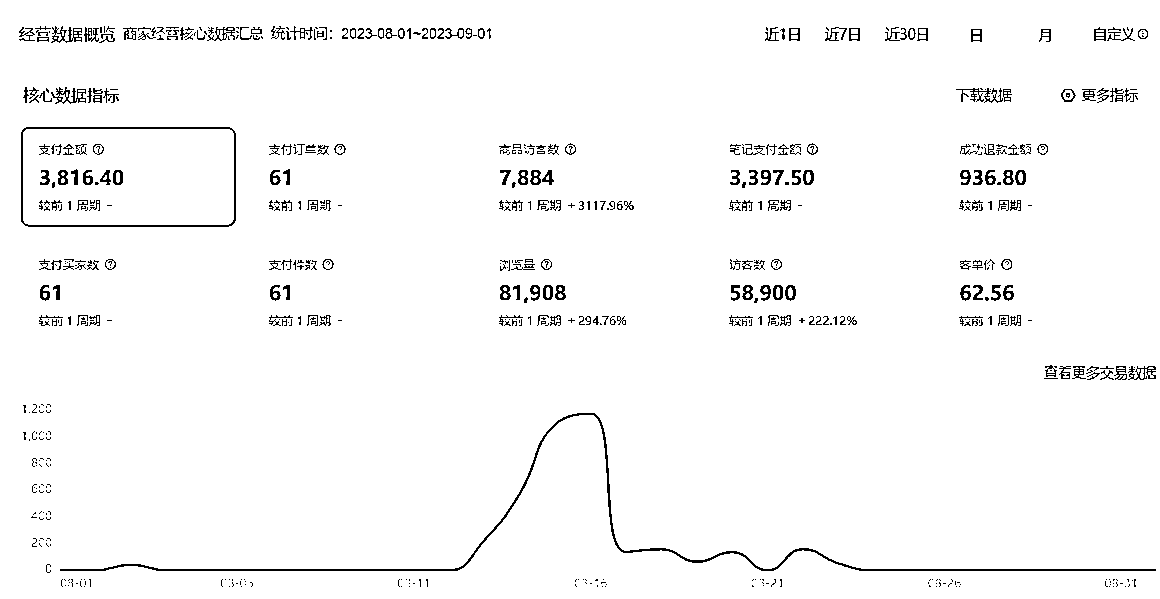 经营数据概览 商家经营核心数据汇总 统计时间：2023-08-01~2023-09-01 近1日 近7日 近30日 日 月 自定义
核心数据指标 下载数据 更多指标
支付金额 支付订单数 商品访客数 笔记支付金额 成功退款金额
3,816.40 61 7,884 3,397.50 936.80
较前 1 周期 - 较前 1 周期 - 较前 1 周期 +3117.96% 较前 1 周期 - 较前 1 周期 -
支付买家数 支付件数 浏览量 访客数 客单价
61 61 81,908 58,900 62.56
较前 1 周期 - 较前 1 周期 - 较前 1 周期 +294.76% 较前 1 周期 +222.12% 较前 1 周期 -
查看更多交易数据
1,200
1,000
800
600
400
200
0
08-01 08-06 08-11 08-16 08-21 08-26 08-31